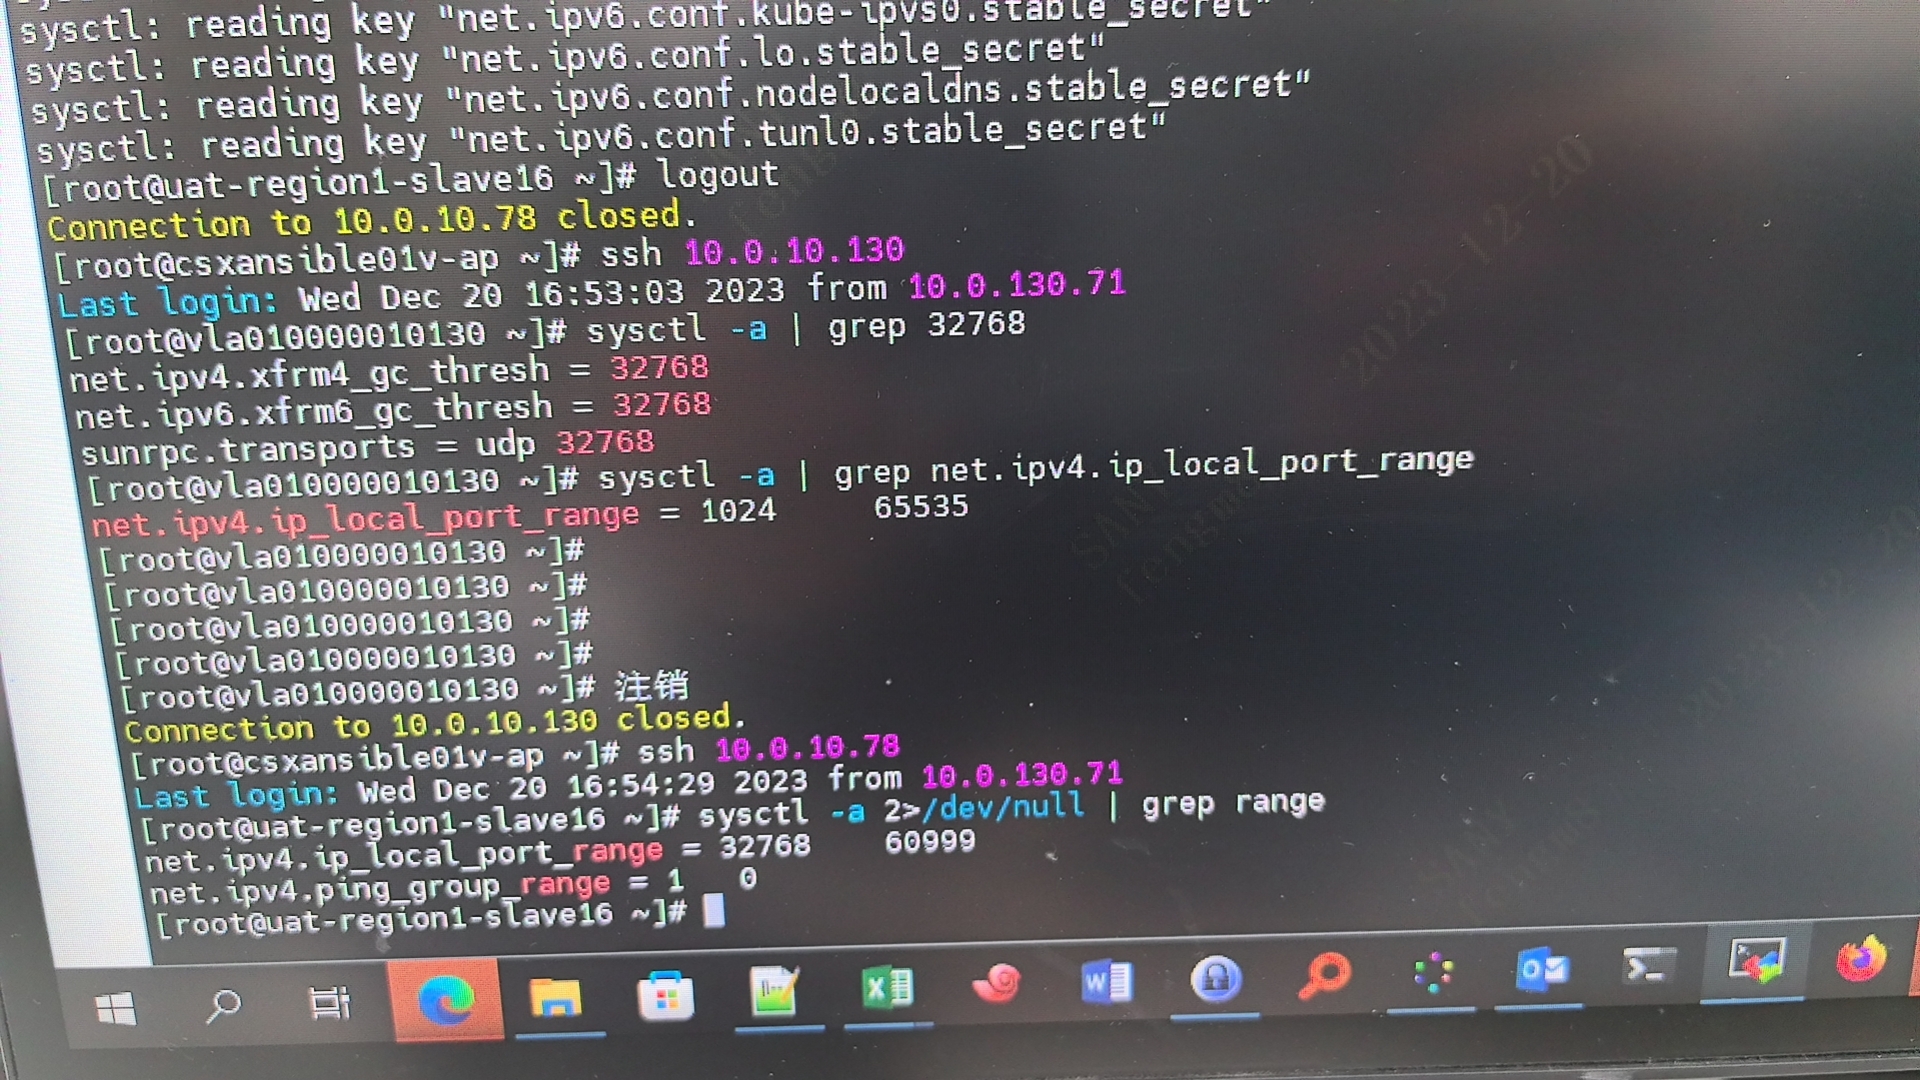 sysctl: reading key "net.ipv6.conf.kube-ipvs0.stable_secret"
sysctl: reading key "net.ipv6.conf.lo.stable_secret"
sysctl: reading key "net.ipv6.conf.nodelocaldns.stable_secret"
sysctl: reading key "net.ipv6.conf.tunl0.stable_secret"
[root@uat-region1-slave16 ~]# logout
Connection to 10.0.10.78 closed.
[root@csxansible01v-ap ~]# ssh 10.0.10.130
Last login: Wed Dec 20 16:53:03 2023 from 10.0.130.71
[root@vla010000010130 ~]# sysctl -a | grep 32768
net.ipv4.xfrm4_gc_thresh = 32768
net.ipv6.xfrm6_gc_thresh = 32768
sunrpc.transports = udp 32768
[root@vla010000010130 ~]# sysctl -a | grep net.ipv4.ip_local_port_range
net.ipv4.ip_local_port_range = 1024 65535
[root@vla010000010130 ~]#
[root@vla010000010130 ~]#
[root@vla010000010130 ~]#
[root@vla010000010130 ~]#
[root@vla010000010130 ~]# 注销
Connection to 10.0.10.130 closed.
[root@csxansible01v-ap ~]# ssh 10.0.10.78
Last login: Wed Dec 20 16:54:29 2023 from 10.0.130.71
[root@uat-region1-slave16 ~]# sysctl -a 2>/dev/null | grep range
net.ipv4.ip_local_port_range = 32768 60999
net.ipv4.ping_group_range = 1 0
[root@uat-region1-slave16 ~]#